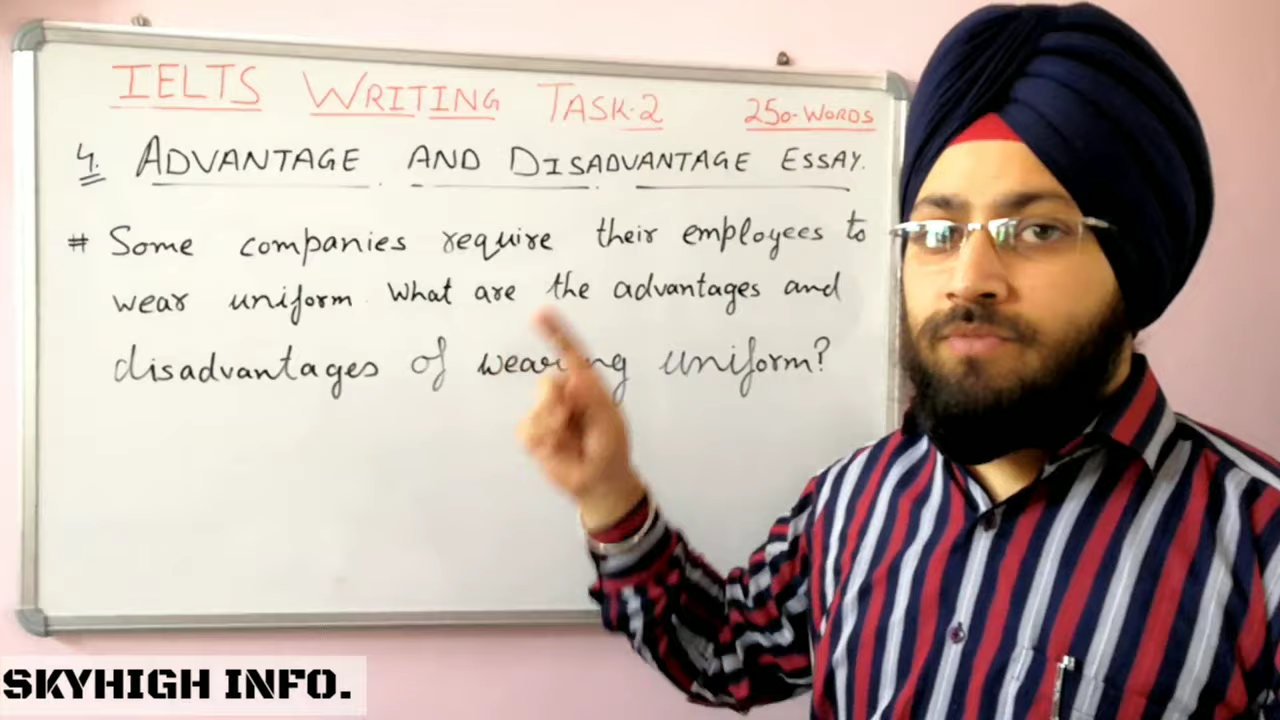 IELTS WRITING TASK-2 250-WORDS
4. ADVANTAGE AND DISADVANTAGE ESSAY.
# Some companies require their employees to
wear uniform. What are the advantages and
disadvantages of wearing uniform?
SKYHIGH INFO.